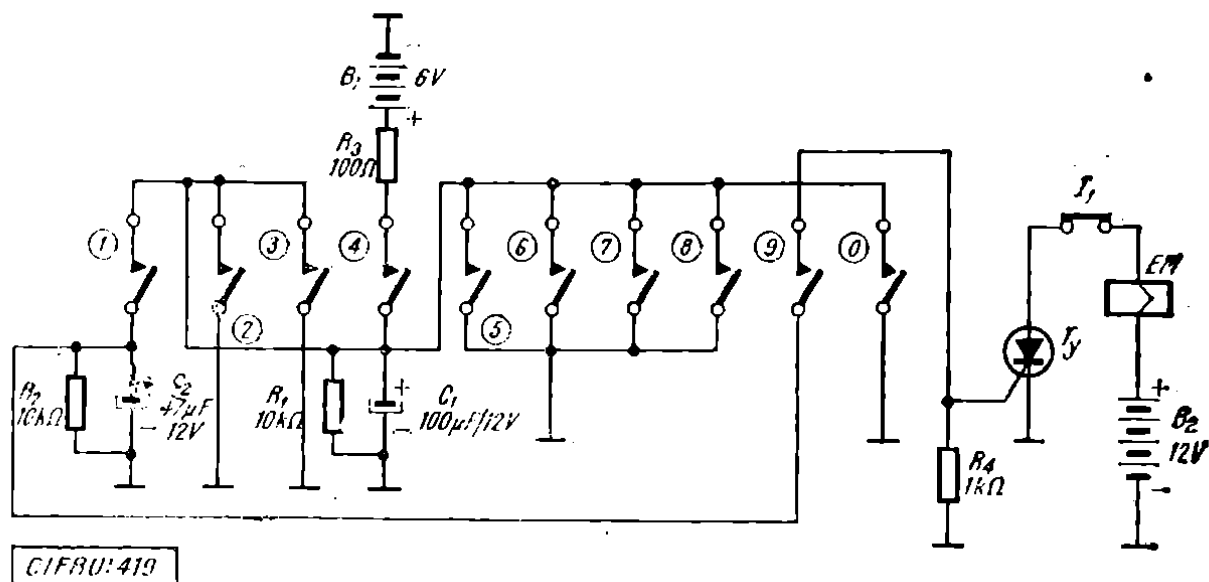 B1 6V
+
R3
100Ω
1
3
4
6
7
8
9
0
2
5
I1
EM
Ty
R2
10kΩ
C2
47μF
- 12V
R1
10kΩ
+
C1
100μF/12V
-
R4
1kΩ
+
B2
12V
-
CIFRU: 419